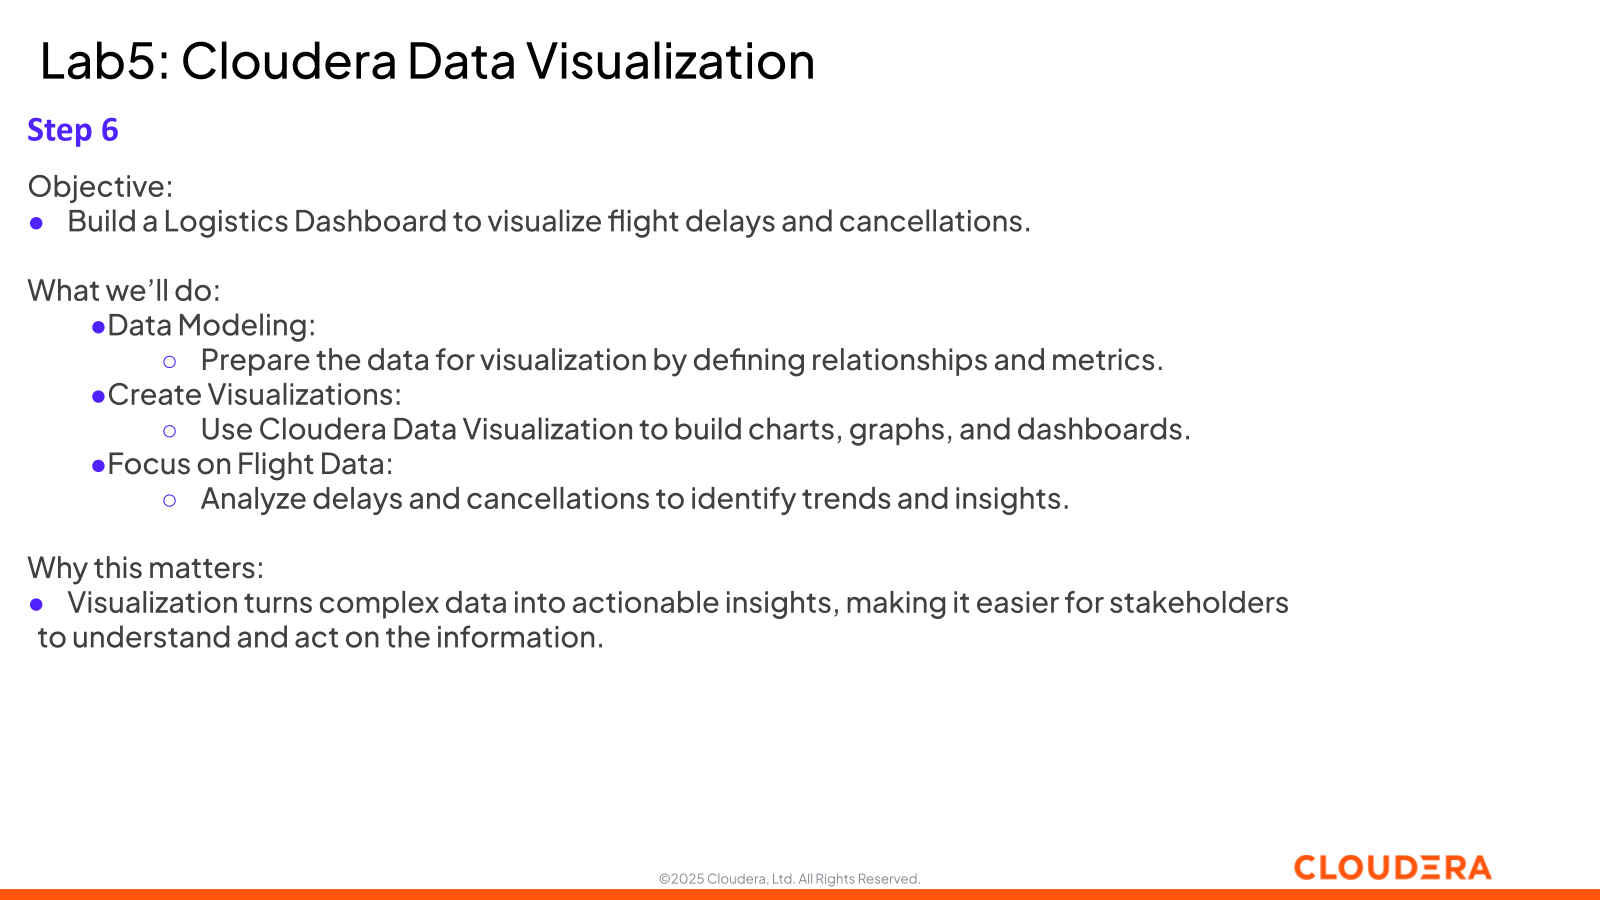 Lab5: Cloudera Data Visualization
Step 6
Objective:
● Build a Logistics Dashboard to visualize flight delays and cancellations.
What we’ll do:
●Data Modeling:
○ Prepare the data for visualization by defining relationships and metrics.
●Create Visualizations:
○ Use Cloudera Data Visualization to build charts, graphs, and dashboards.
●Focus on Flight Data:
○ Analyze delays and cancellations to identify trends and insights.
Why this matters:
● Visualization turns complex data into actionable insights, making it easier for stakeholders
to understand and act on the information.
©2025 Cloudera, Ltd. All Rights Reserved.
CLOUDERA